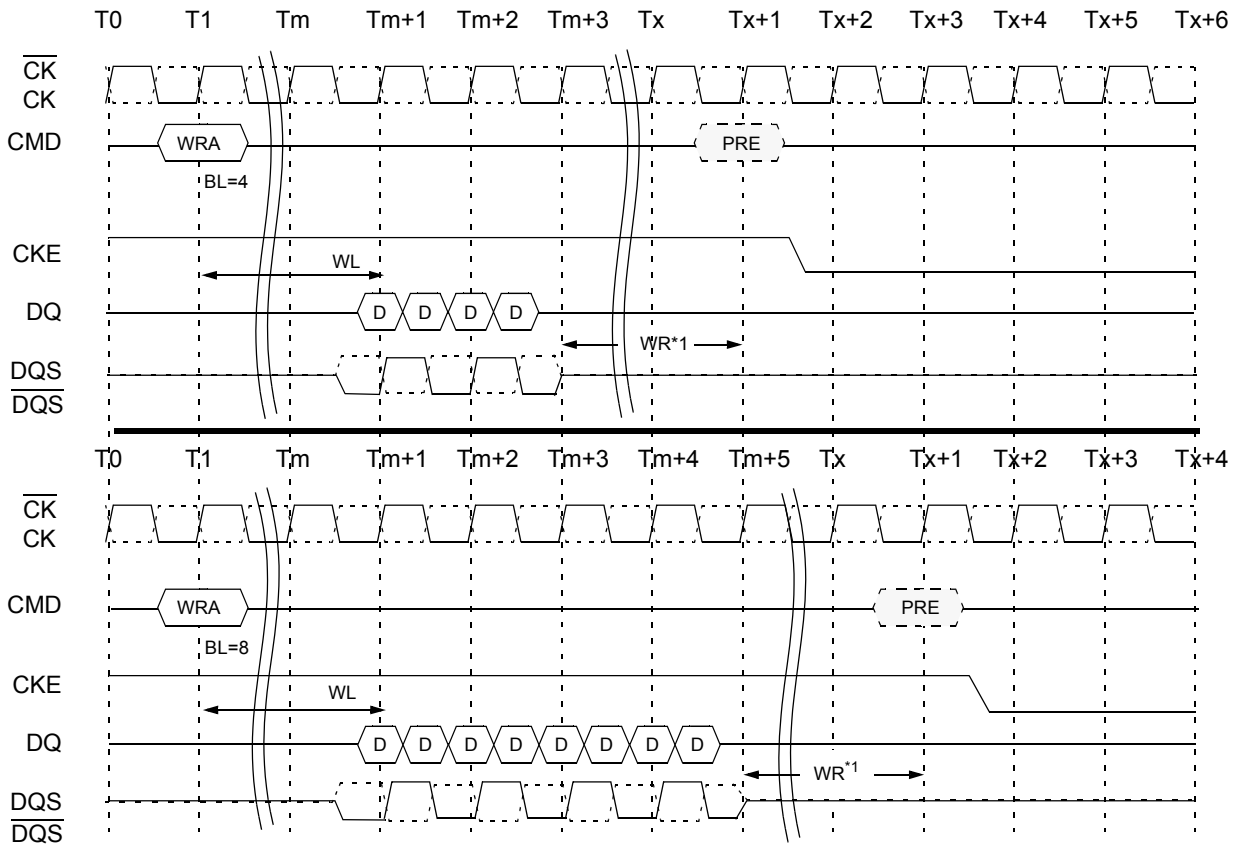 T0 T1 Tm Tm+1 Tm+2 Tm+3 Tx Tx+1 Tx+2 Tx+3 Tx+4 Tx+5 Tx+6
CK
CK
CMD WRA PRE
BL=4
CKE
WL
DQ D D D D
WR*1
DQS
DQS
T0 T1 Tm Tm+1 Tm+2 Tm+3 Tm+4 Tm+5 Tx Tx+1 Tx+2 Tx+3 Tx+4
CK
CK
CMD WRA PRE
BL=8
CKE
WL
DQ D D D D D D D D
WR*1
DQS
DQS